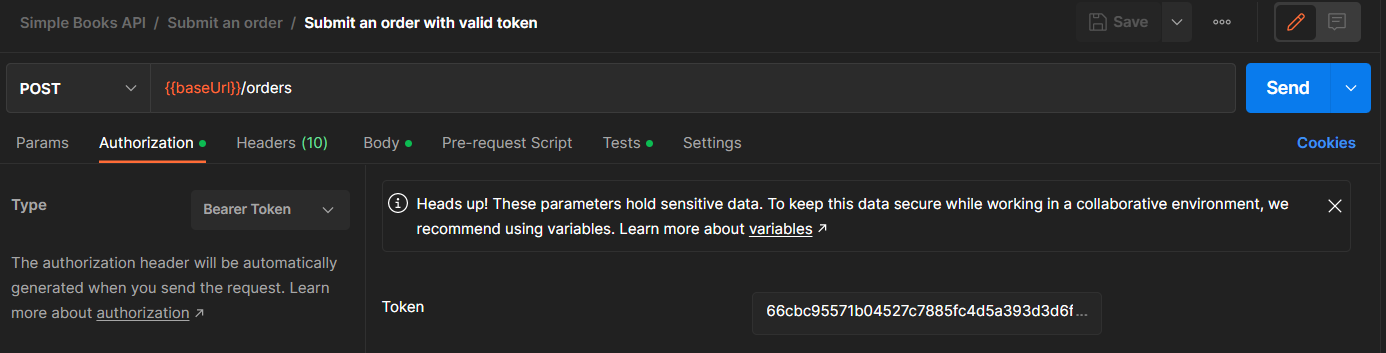 Simple Books API / Submit an order / Submit an order with valid token
Save
POST
{{baseUrl}}/orders
Send
Params
Authorization
Headers (10)
Body
Pre-request Script
Tests
Settings
Cookies
Type
Bearer Token
The authorization header will be automatically
generated when you send the request. Learn
more about authorization ↗
Heads up! These parameters hold sensitive data. To keep this data secure while working in a collaborative environment, we
recommend using variables. Learn more about variables ↗
Token
66cbc95571b04527c7885fc4d5a393d3d6f...